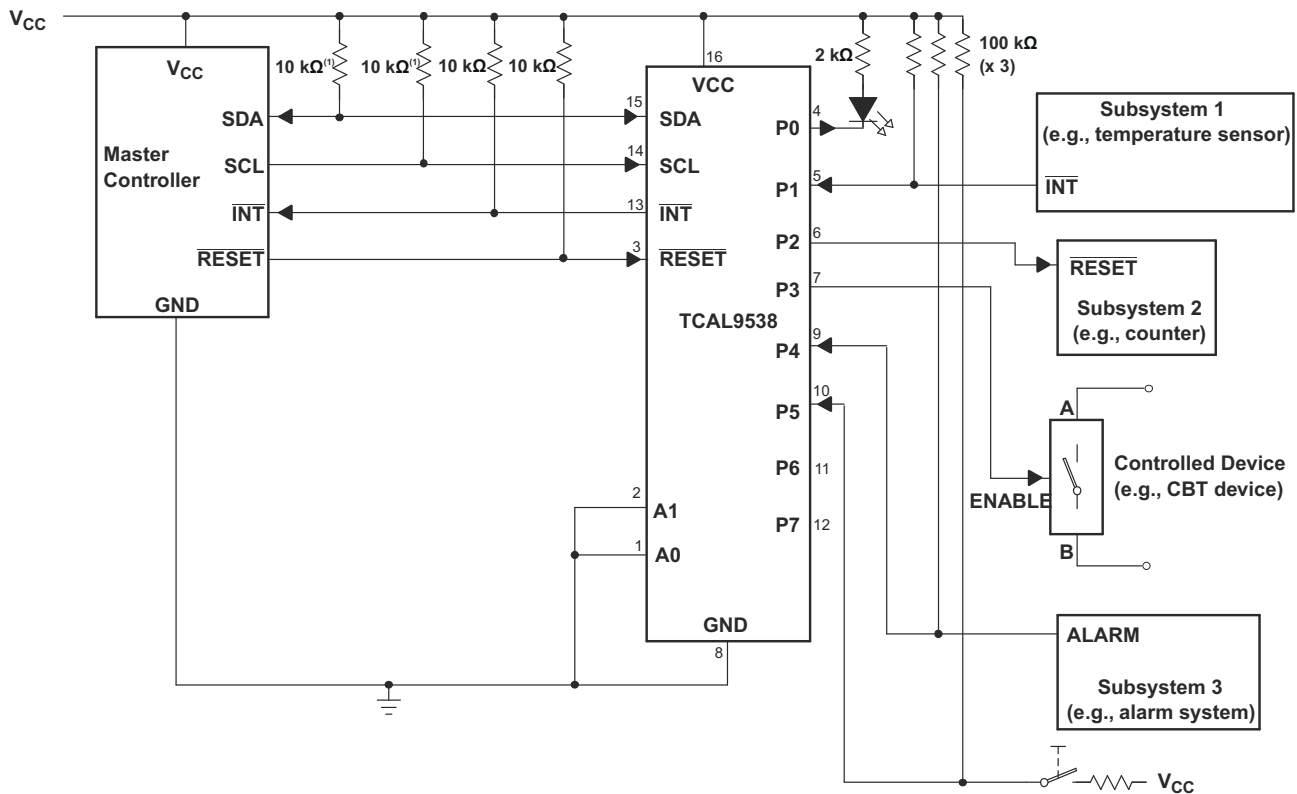 V_CC
10 kΩ(1)
10 kΩ(1)
10 kΩ
10 kΩ
2 kΩ
100 kΩ
(x 3)
V_CC
SDA
Master
Controller
SCL
INT
RESET
GND
16
VCC
15
SDA
14
SCL
13
INT
3
RESET
TCAL9538
2
A1
1
A0
GND
8
4
P0
5
P1
6
P2
7
P3
9
P4
10
P5
P6
11
P7
12
Subsystem 1
(e.g., temperature sensor)
INT
RESET
Subsystem 2
(e.g., counter)
A
ENABLE
B
Controlled Device
(e.g., CBT device)
ALARM
Subsystem 3
(e.g., alarm system)
V_CC